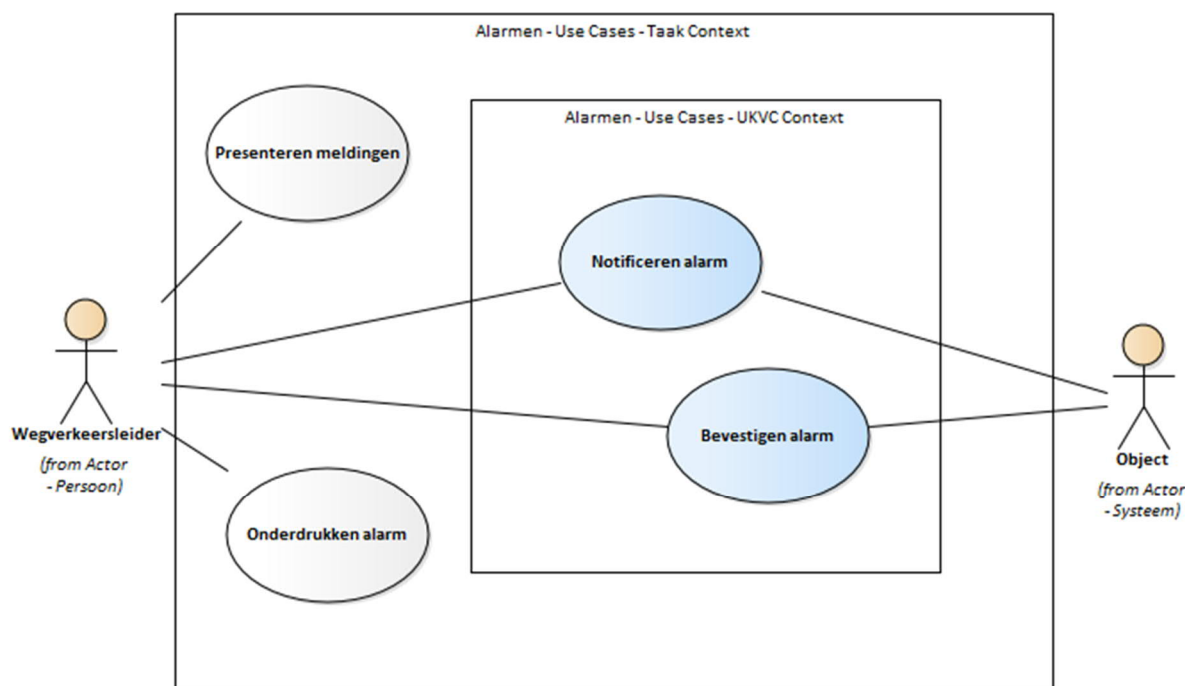 Alarmen - Use Cases - Taak Context
Alarmen - Use Cases - UKVC Context
Presenteren meldingen
Notificeren alarm
Bevestigen alarm
Onderdrukken alarm
Wegverkeersleider
(from Actor
- Persoon)
Object
(from Actor
- Systeem)